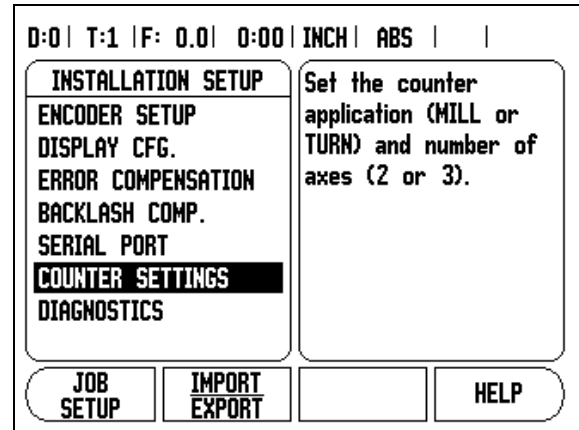 D:0| T:1 |F: 0.0| 0:00|INCH| ABS | |
INSTALLATION SETUP
ENCODER SETUP
DISPLAY CFG.
ERROR COMPENSATION
BACKLASH COMP.
SERIAL PORT
COUNTER SETTINGS
DIAGNOSTICS
Set the counter
application (MILL or
TURN) and number of
axes (2 or 3).
JOB
SETUP
IMPORT
EXPORT
HELP